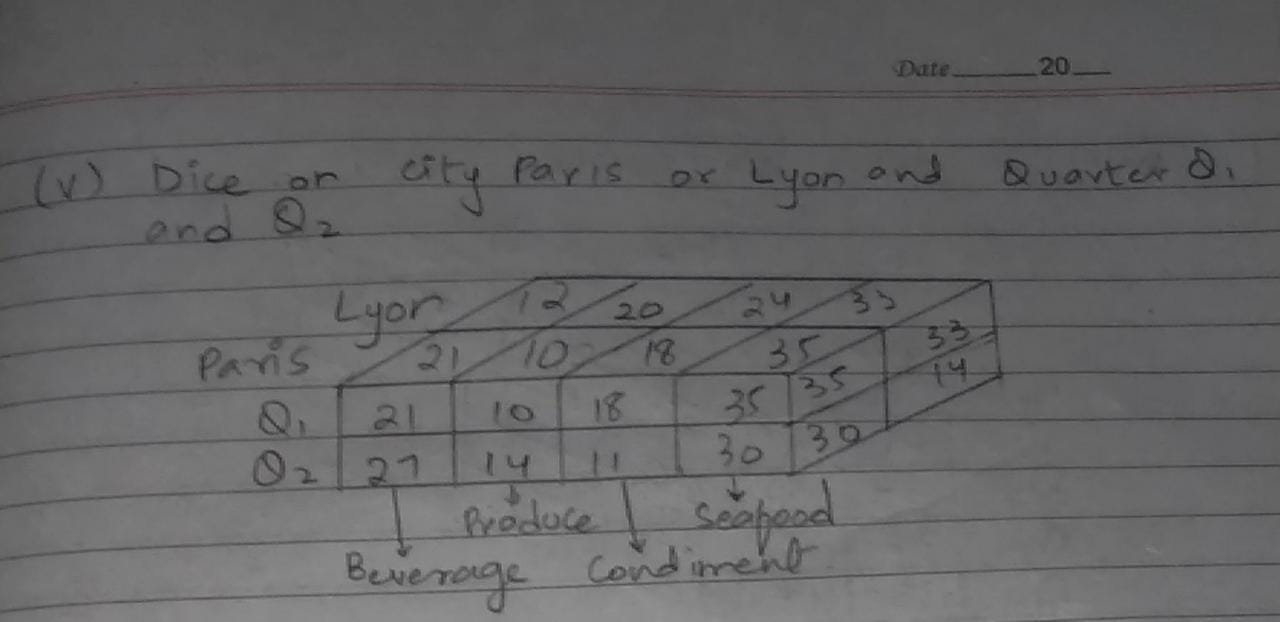 Date 20
(v) Dice on city Paris or Lyon and Quarter Q1
and Q2
Lyon 12 20 24 33
Paris 21 10 18 35 35 33
Q1 21 10 18 35 30 14
Q2 27 14 11 30
Produce Seafood
Beverage Condiment